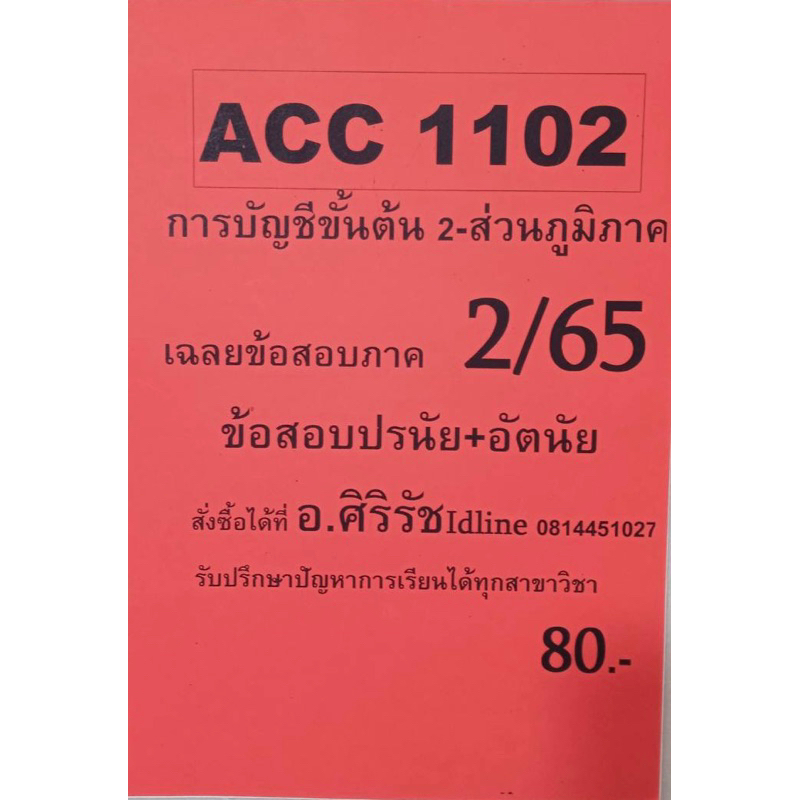 ACC 1102
การบัญชีขั้นต้น 2-ส่วนภูมิภาค
เฉลยข้อสอบภาค 2/65
ข้อสอบปรนัย+อัตนัย
สั่งซื้อได้ที่ อ.ศิริรัชIdline 0814451027
รับปรึกษาปัญหาการเรียนได้ทุกสาขาวิชา
80.-